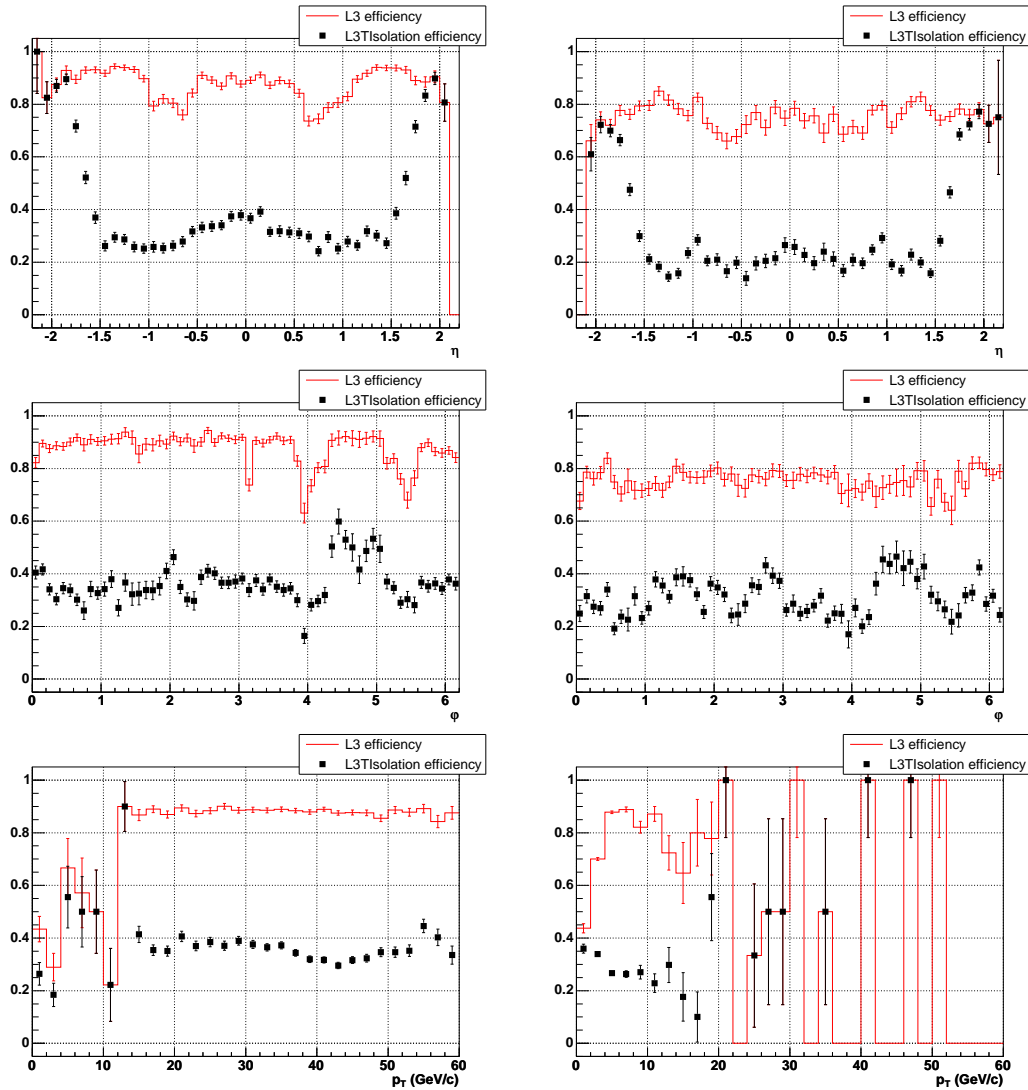 L3 efficiency
L3TIsolation efficiency
1
0.8
0.6
0.4
0.2
0
-2 -1.5 -1 -0.5 0 0.5 1 1.5 2
η
L3 efficiency
L3TIsolation efficiency
1
0.8
0.6
0.4
0.2
0
-2 -1.5 -1 -0.5 0 0.5 1 1.5 2
η
L3 efficiency
L3TIsolation efficiency
1
0.8
0.6
0.4
0.2
0
0 1 2 3 4 5 6
φ
L3 efficiency
L3TIsolation efficiency
1
0.8
0.6
0.4
0.2
0
0 1 2 3 4 5 6
φ
L3 efficiency
L3TIsolation efficiency
1
0.8
0.6
0.4
0.2
0
0 10 20 30 40 50 60
p_T (GeV/c)
L3 efficiency
L3TIsolation efficiency
1
0.8
0.6
0.4
0.2
0
0 10 20 30 40 50 60
p_T (GeV/c)